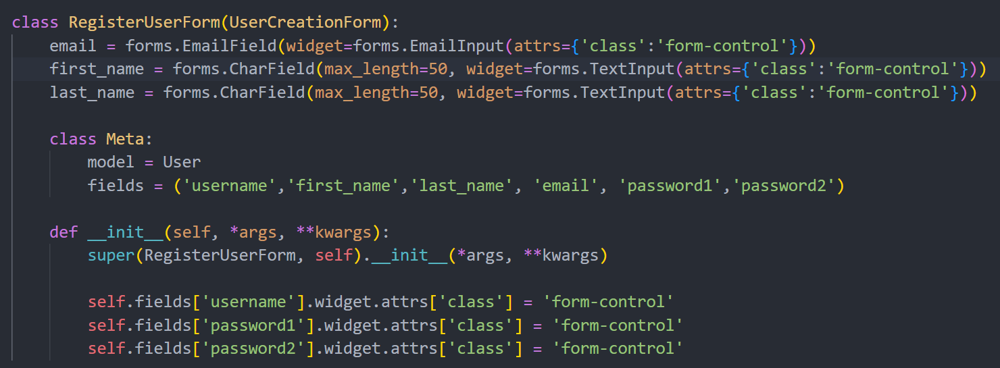 class RegisterUserForm(UserCreationForm):
    email = forms.EmailField(widget=forms.EmailInput(attrs={'class':'form-control'}))
    first_name = forms.CharField(max_length=50, widget=forms.TextInput(attrs={'class':'form-control'}))
    last_name = forms.CharField(max_length=50, widget=forms.TextInput(attrs={'class':'form-control'}))

    class Meta:
        model = User
        fields = ('username','first_name','last_name', 'email', 'password1','password2')

    def __init__(self, *args, **kwargs):
        super(RegisterUserForm, self).__init__(*args, **kwargs)

        self.fields['username'].widget.attrs['class'] = 'form-control'
        self.fields['password1'].widget.attrs['class'] = 'form-control'
        self.fields['password2'].widget.attrs['class'] = 'form-control'